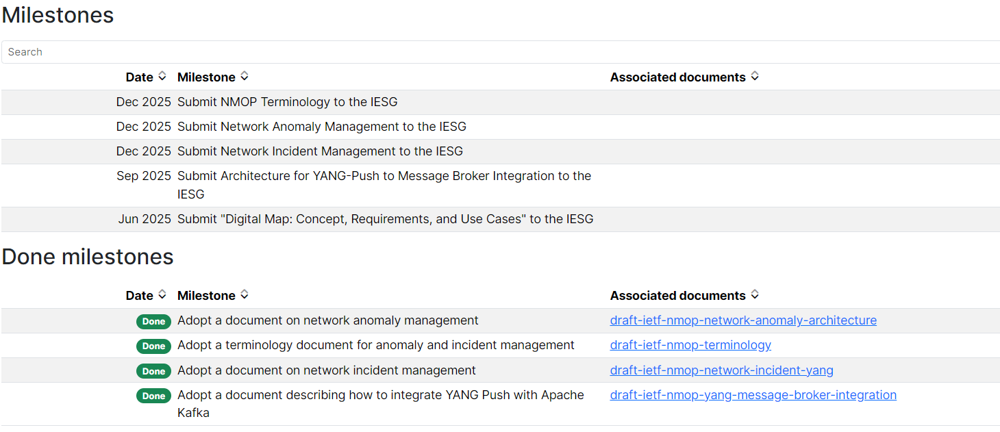 Milestones
Search
Date Milestone Associated documents
Dec 2025 Submit NMOP Terminology to the IESG
Dec 2025 Submit Network Anomaly Management to the IESG
Dec 2025 Submit Network Incident Management to the IESG
Sep 2025 Submit Architecture for YANG-Push to Message Broker Integration to the
IESG
Jun 2025 Submit "Digital Map: Concept, Requirements, and Use Cases" to the IESG
Done milestones
Date Milestone Associated documents
Done Adopt a document on network anomaly management draft-ietf-nmop-network-anomaly-architecture
Done Adopt a terminology document for anomaly and incident management draft-ietf-nmop-terminology
Done Adopt a document on network incident management draft-ietf-nmop-network-incident-yang
Done Adopt a document describing how to integrate YANG Push with Apache draft-ietf-nmop-yang-message-broker-integration
Kafka